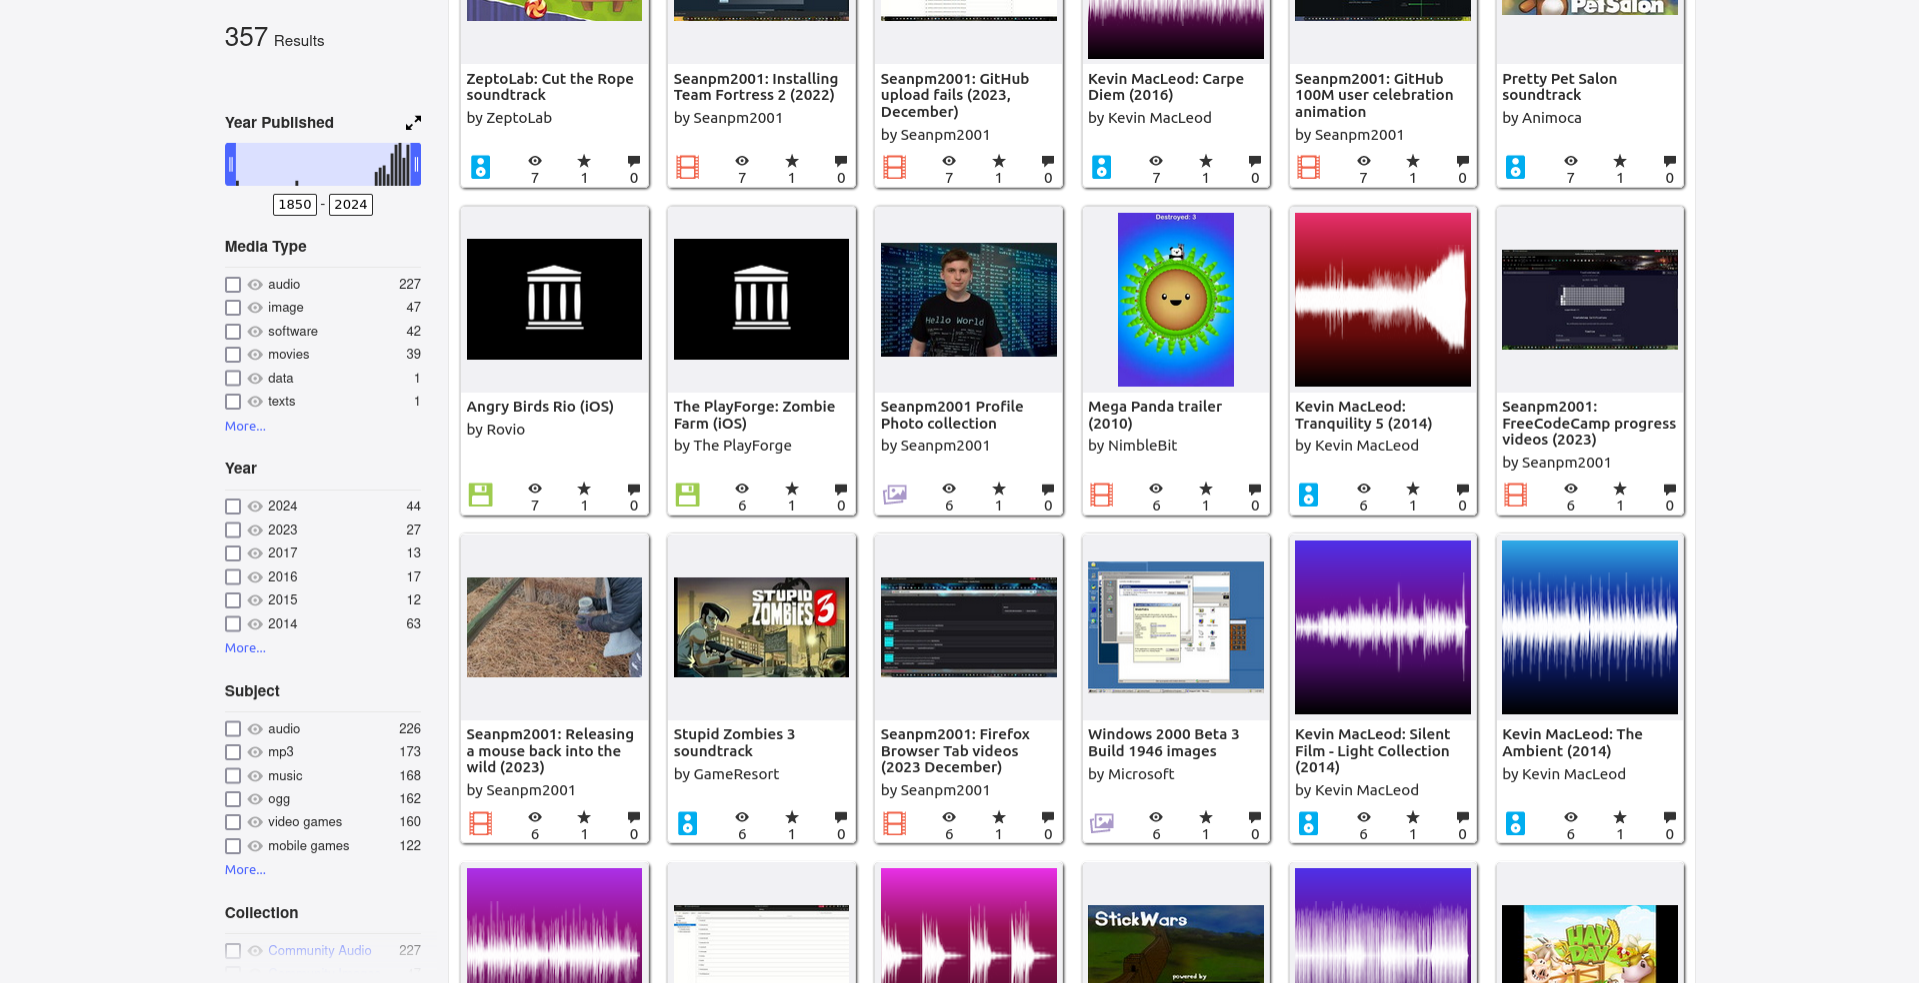 357 Results
Year Published
1850 - 2024
Media Type
audio 227
image 47
software 42
movies 39
data 1
texts 1
More...
Year
2024 44
2023 27
2017 13
2016 17
2015 12
2014 63
More...
Subject
audio 226
mp3 173
music 168
ogg 162
video games 160
mobile games 122
More...
Collection
Community Audio 227
PetSalon
ZeptoLab: Cut the Rope
soundtrack
by ZeptoLab
7 1 0
Seanpm2001: Installing
Team Fortress 2 (2022)
by Seanpm2001
7 1 0
Seanpm2001: GitHub
upload fails (2023,
December)
by Seanpm2001
7 1 0
Kevin MacLeod: Carpe
Diem (2016)
by Kevin MacLeod
7 1 0
Seanpm2001: GitHub
100M user celebration
animation
by Seanpm2001
7 1 0
Pretty Pet Salon
soundtrack
by Animoca
7 1 0
Angry Birds Rio (iOS)
by Rovio
7 1 0
The PlayForge: Zombie
Farm (iOS)
by The PlayForge
6 1 0
Hello World
Seanpm2001 Profile
Photo collection
by Seanpm2001
6 1 0
Destroyed: 3
Mega Panda trailer
(2010)
by NimbleBit
6 1 0
Kevin MacLeod:
Tranquility 5 (2014)
by Kevin MacLeod
6 1 0
Seanpm2001:
FreeCodeCamp progress
videos (2023)
by Seanpm2001
6 1 0
Seanpm2001: Releasing
a mouse back into the
wild (2023)
by Seanpm2001
6 1 0
STUPID
ZOMBIES 3
Stupid Zombies 3
soundtrack
by GameResort
6 1 0
Seanpm2001: Firefox
Browser Tab videos
(2023 December)
by Seanpm2001
6 1 0
Windows 2000 Beta 3
Build 1946 images
by Microsoft
6 1 0
Kevin MacLeod: Silent
Film - Light Collection
(2014)
by Kevin MacLeod
6 1 0
Kevin MacLeod: The
Ambient (2014)
by Kevin MacLeod
6 1 0
StickWars
powered by
HAY
DAY